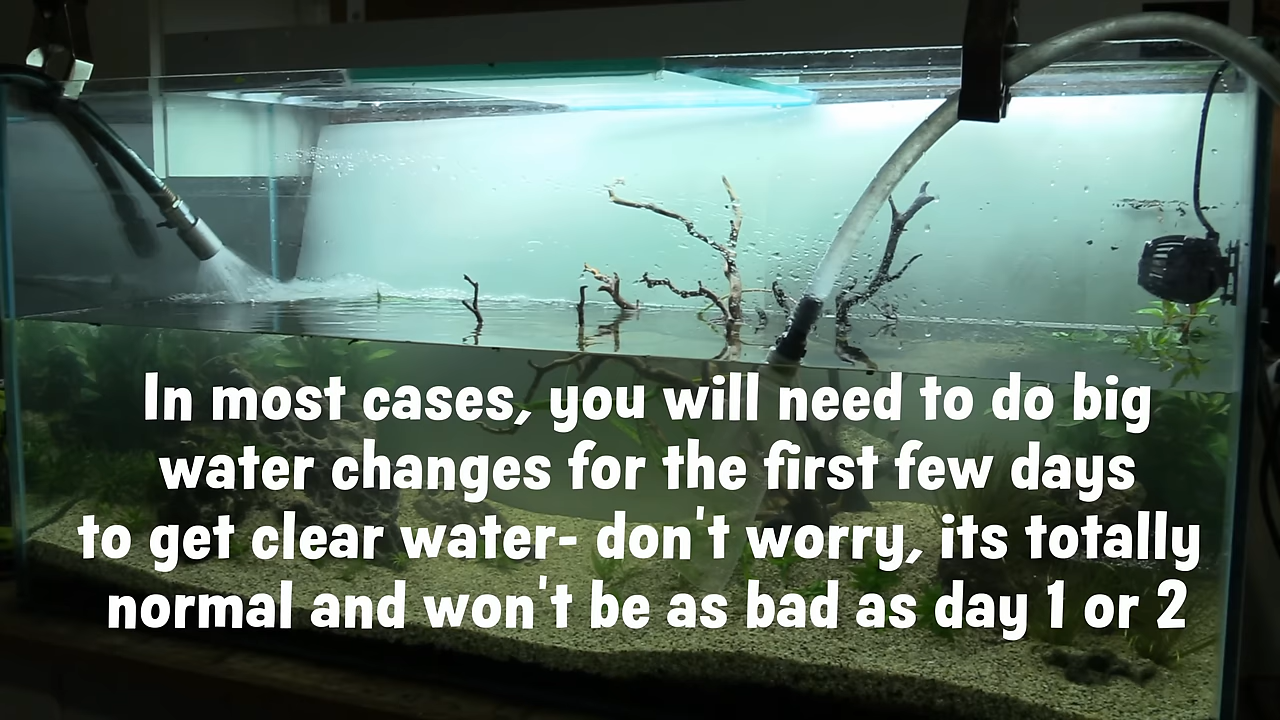 In most cases, you will need to do big
water changes for the first few days
to get clear water- don't worry, its totally
normal and won't be as bad as day 1 or 2